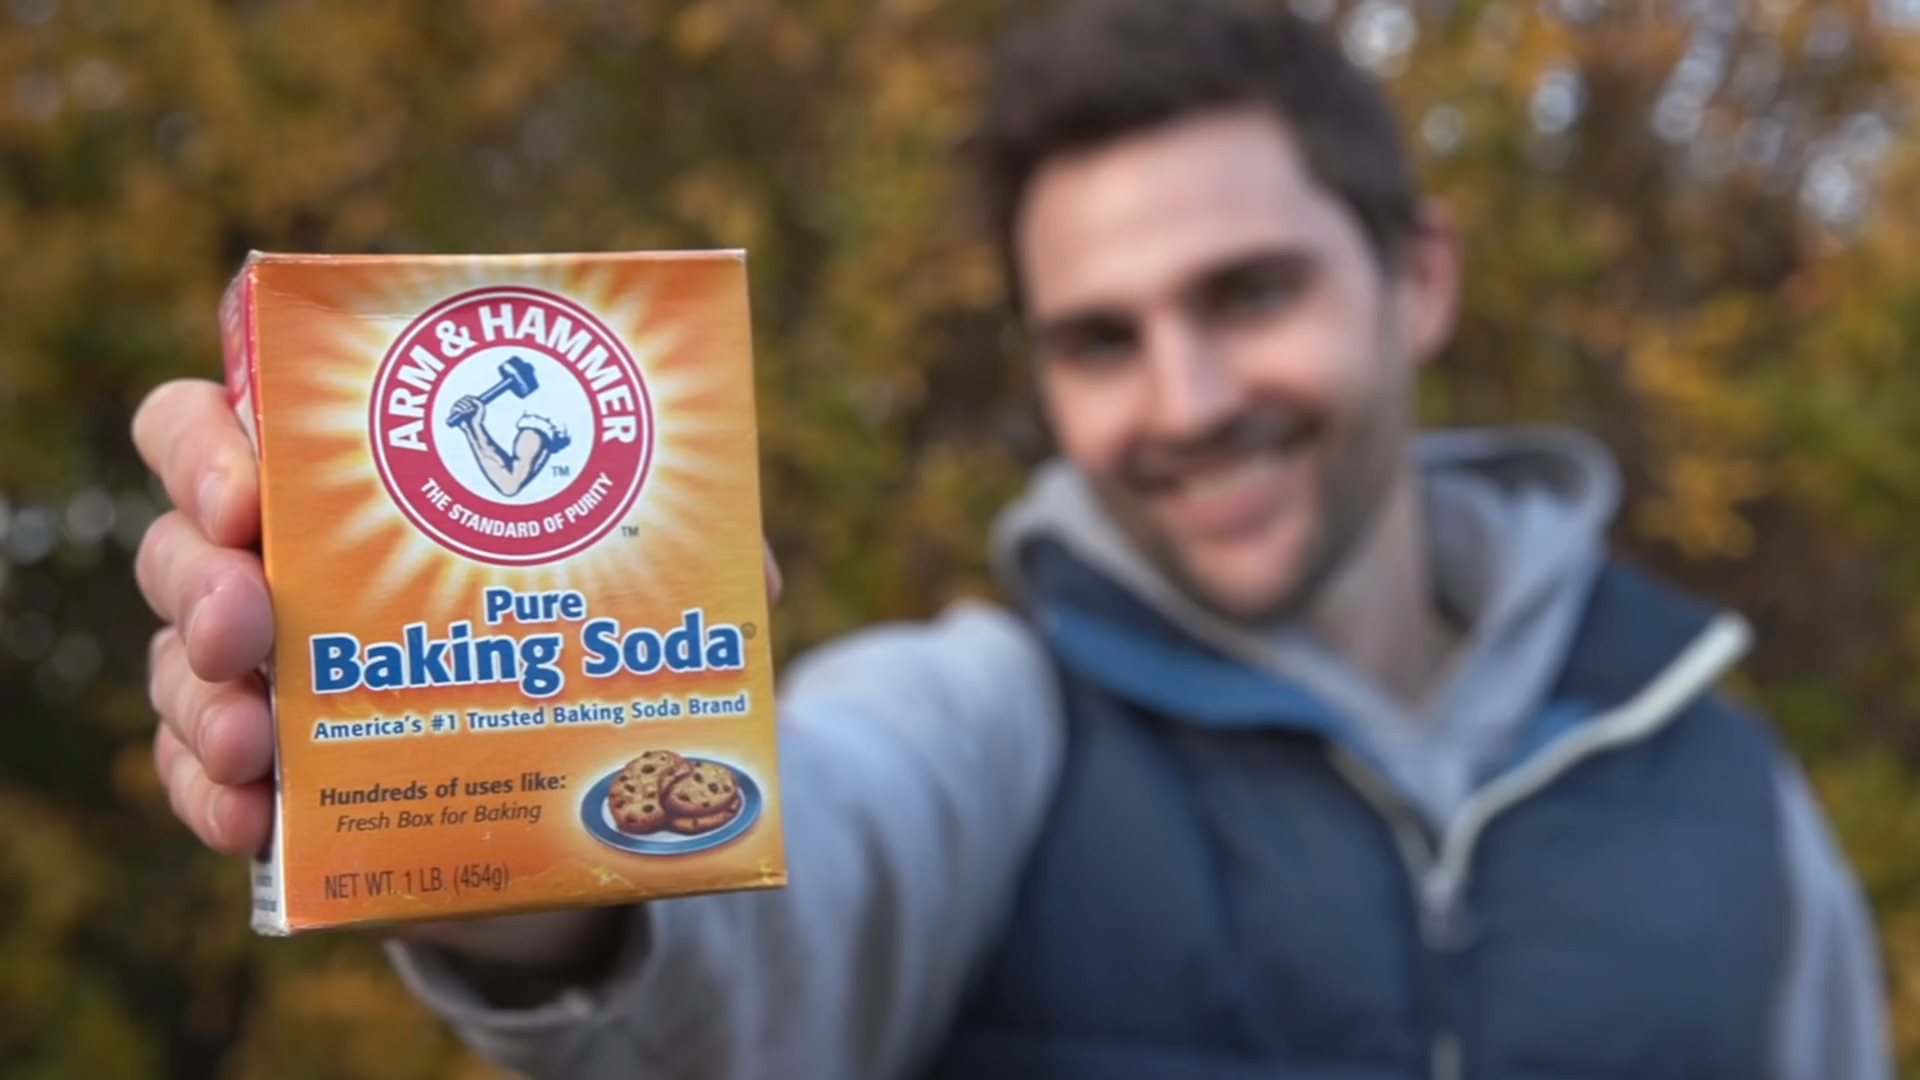 ARM & HAMMER
TM
THE STANDARD OF PURITY
TM
Pure
Baking Soda®
America's #1 Trusted Baking Soda Brand
Hundreds of uses like:
Fresh Box for Baking
NET WT. 1 LB. (454g)